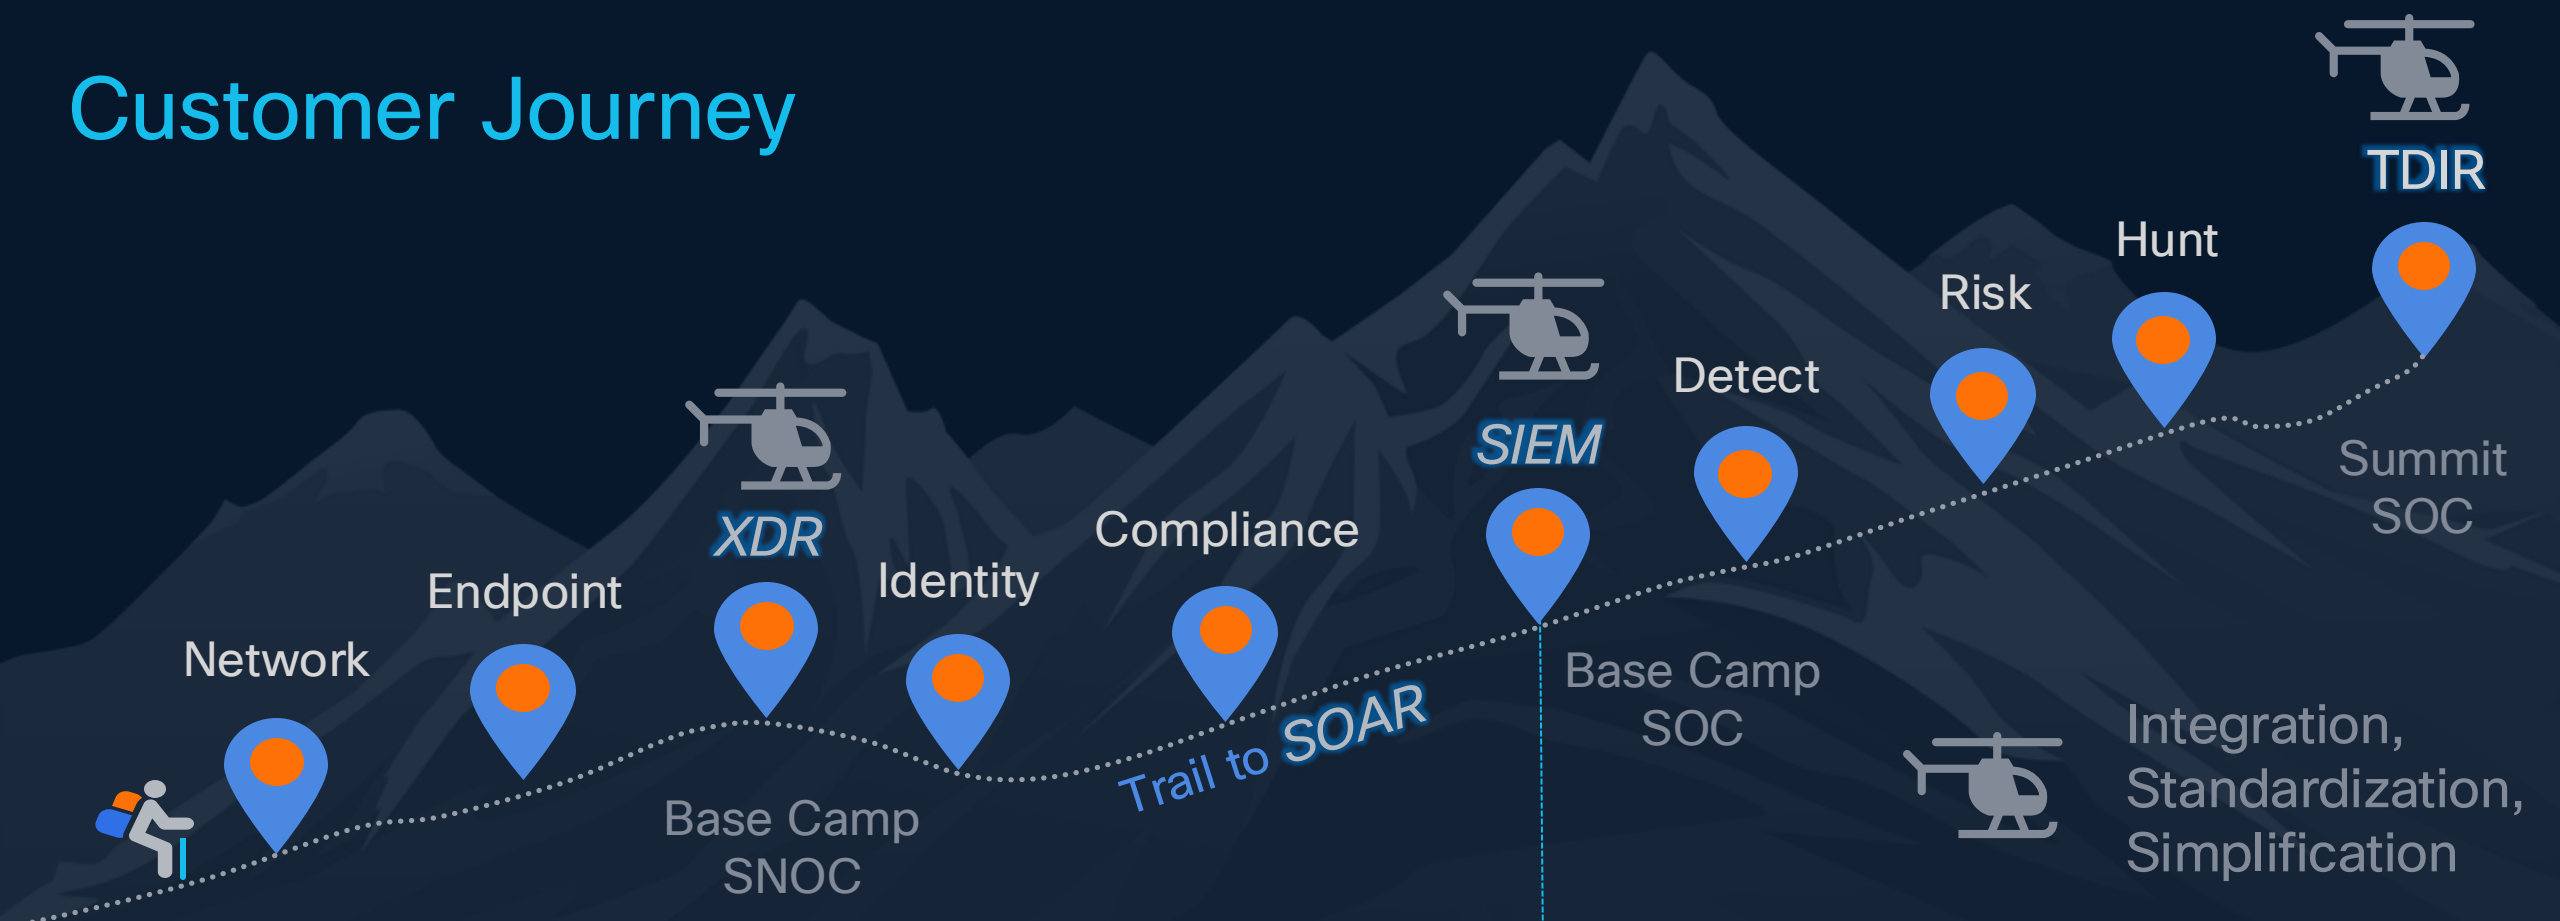 Customer Journey
Network
Endpoint
XDR
Base Camp
SNOC
Identity
Compliance
Trail to SOAR
SIEM
Base Camp
SOC
Detect
Risk
Hunt
TDIR
Summit
SOC
Integration,
Standardization,
Simplification